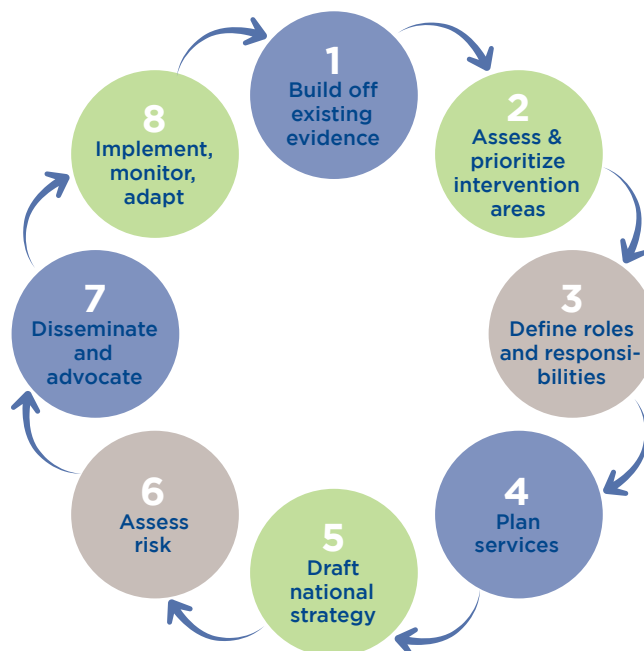 1
Build off
existing
evidence
2
Assess &
prioritize
intervention
areas
3
Define roles
and responsi-
bilities
4
Plan
services
5
Draft
national
strategy
6
Assess
risk
7
Disseminate
and
advocate
8
Implement,
monitor,
adapt